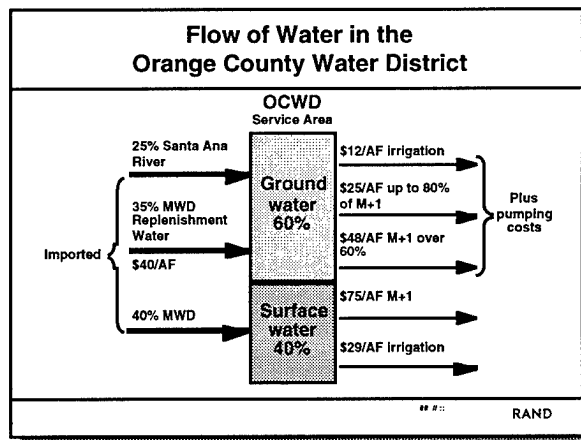 Flow of Water in the
Orange County Water District
OCWD
Service Area
25% Santa Ana
River
35% MWD
Replenishment
Water
$40/AF
Imported
40% MWD
Ground
water
60%
Surface
water
40%
$12/AF irrigation
$25/AF up to 80%
of M+1
$48/AF M+1 over
60%
$75/AF M+1
$29/AF irrigation
Plus
pumping
costs
RAND